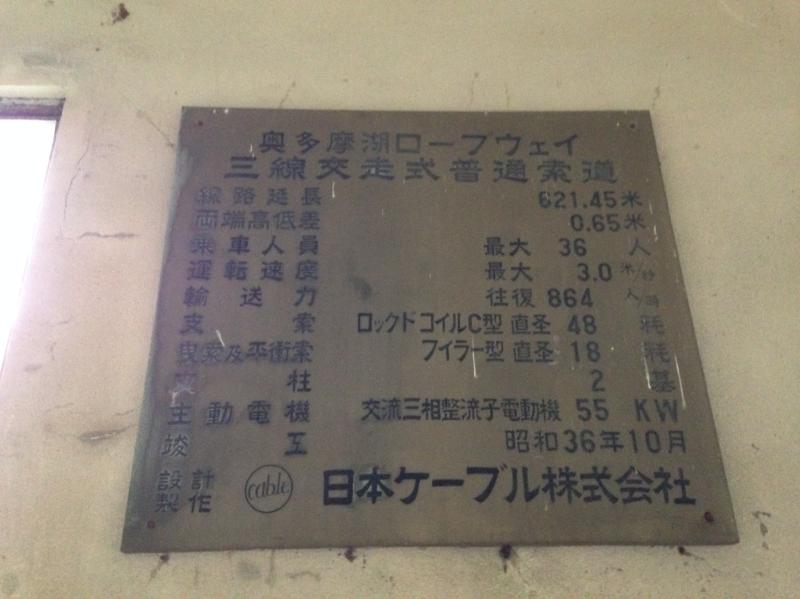 奥多摩湖ロープウェイ
三線交走式普通索道
線路延長 621.45米
両端高低差 0.65米
乗車人員 最大 36 人
運転速度 最大 3.0 米/秒
輸送力 往復 864 人/時
支索 ロックドコイルC型 直径 48 粍
曳索及平衡索 フイラー型 直径 18 粍
支柱 2 基
主動電機 交流三相整流子電動機 55 KW
竣工 昭和36年10月
設計製作 cable 日本ケーブル株式会社